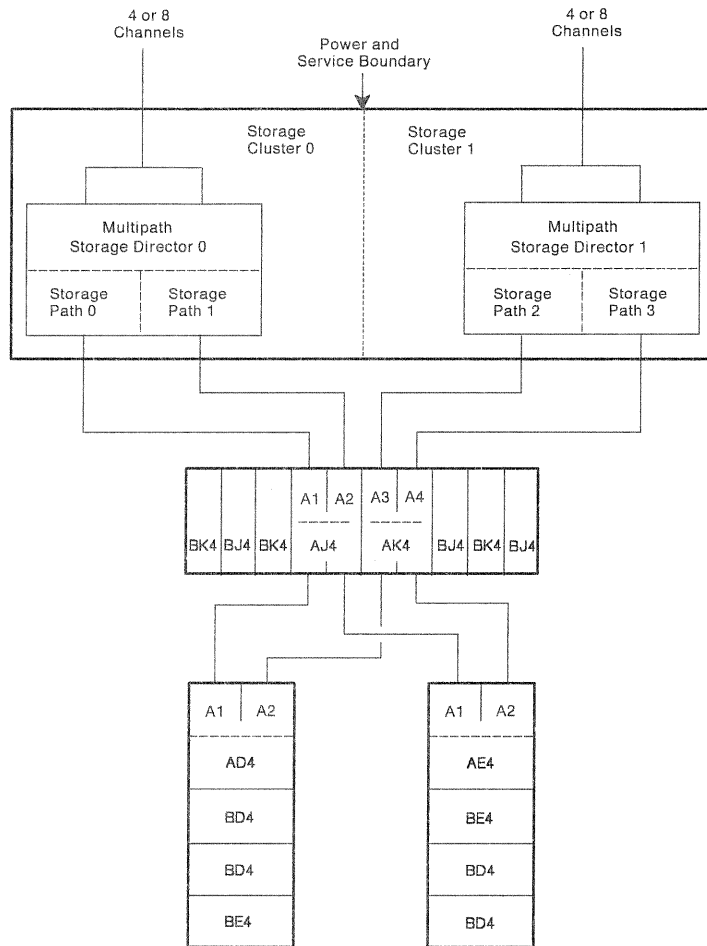 4 or 8
Channels
Power and
Service Boundary
4 or 8
Channels
Storage
Cluster 0
Storage
Cluster 1
Multipath
Storage Director 0
Storage
Path 0
Storage
Path 1
Multipath
Storage Director 1
Storage
Path 2
Storage
Path 3
A1 A2 A3 A4
BK4 BJ4 BK4 AJ4 AK4 BJ4 BK4 BJ4
A1 A2
AD4
BD4
BD4
BE4
A1 A2
AE4
BE4
BD4
BD4